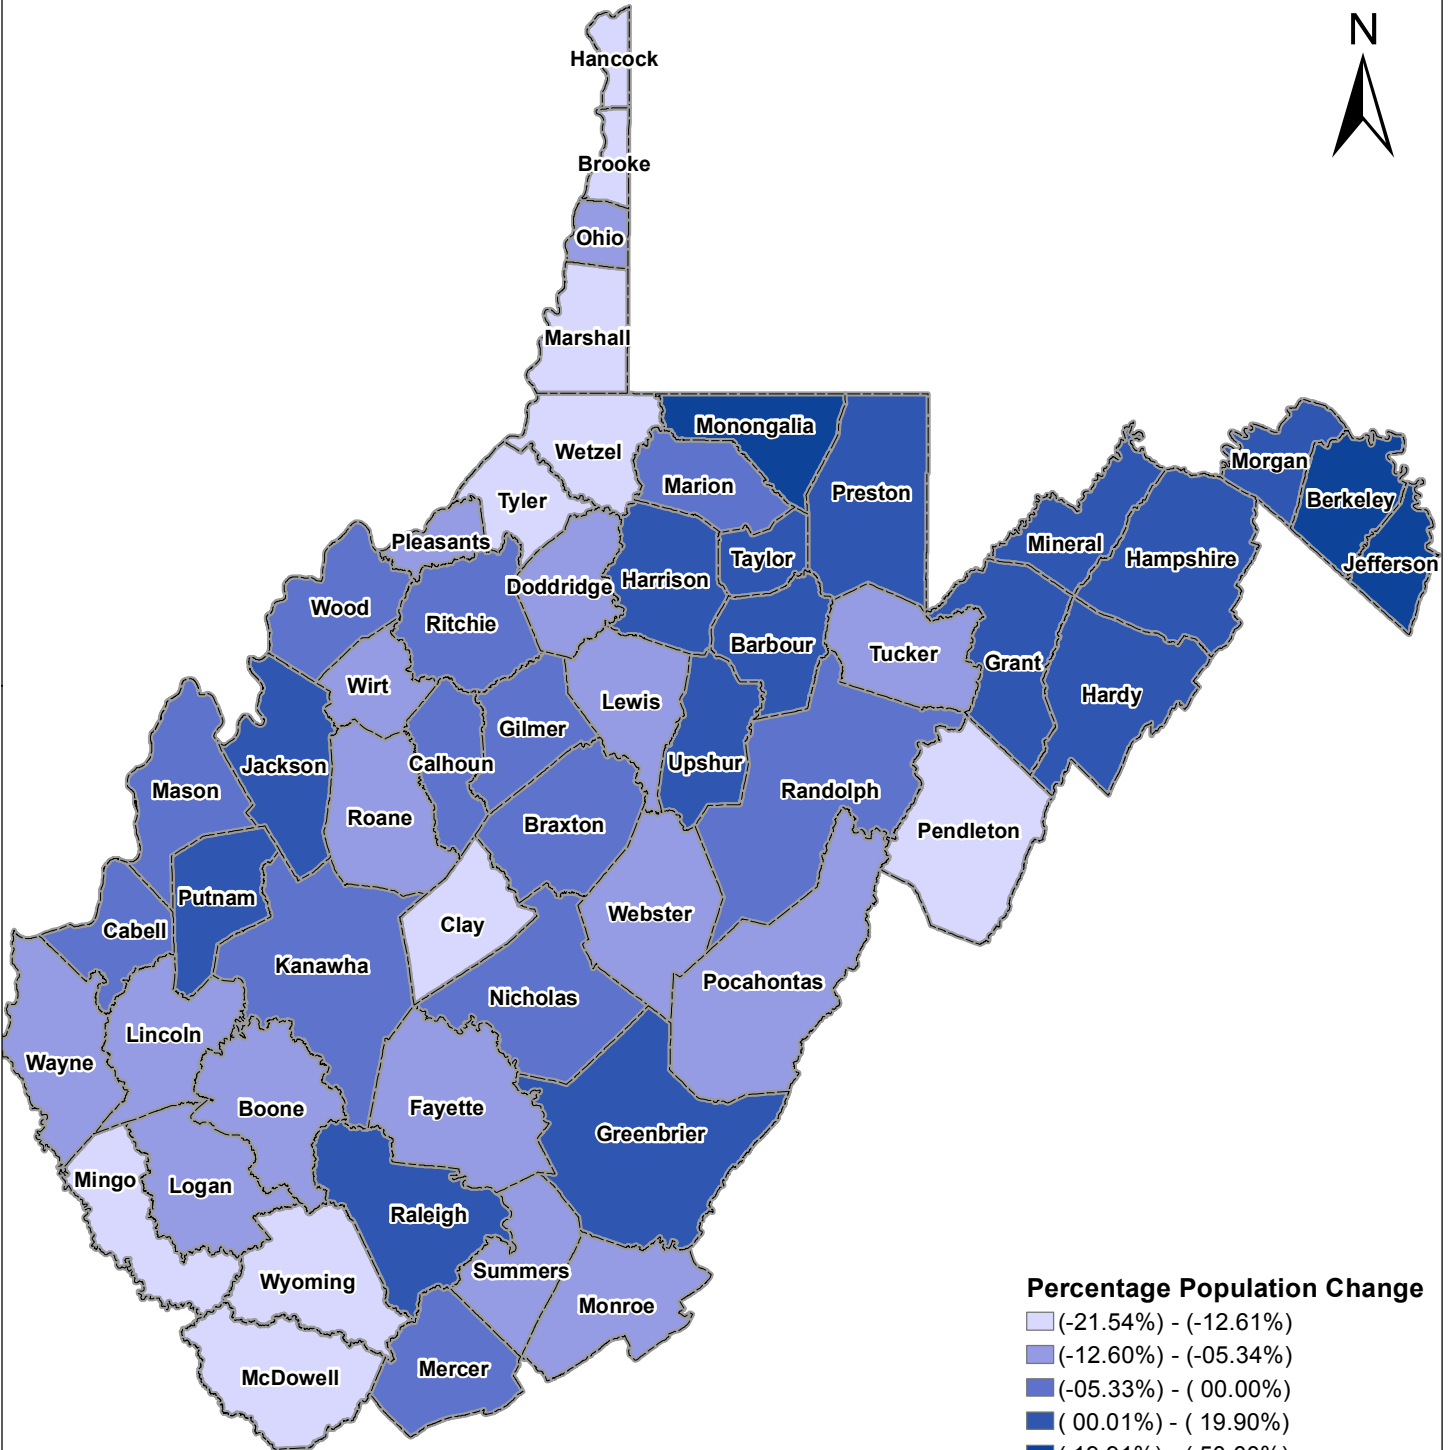 N
Hancock
Brooke
Ohio
Marshall
Monongalia
Wetzel
Morgan
Marion
Preston
Berkeley
Tyler
Pleasants
Mineral
Taylor
Hampshire
Jefferson
Harrison
Doddridge
Wood
Ritchie
Barbour
Tucker
Grant
Wirt
Hardy
Lewis
Gilmer
Upshur
Calhoun
Jackson
Mason
Randolph
Roane
Braxton
Pendleton
Putnam
Webster
Clay
Cabell
Kanawha
Pocahontas
Nicholas
Lincoln
Wayne
Boone
Fayette
Greenbrier
Mingo
Logan
Raleigh
Summers
Wyoming
Monroe
Mercer
McDowell
Percentage Population Change
(-21.54%) - (-12.61%)
(-12.60%) - (-05.34%)
(-05.33%) - ( 00.00%)
( 00.01%) - ( 19.90%)